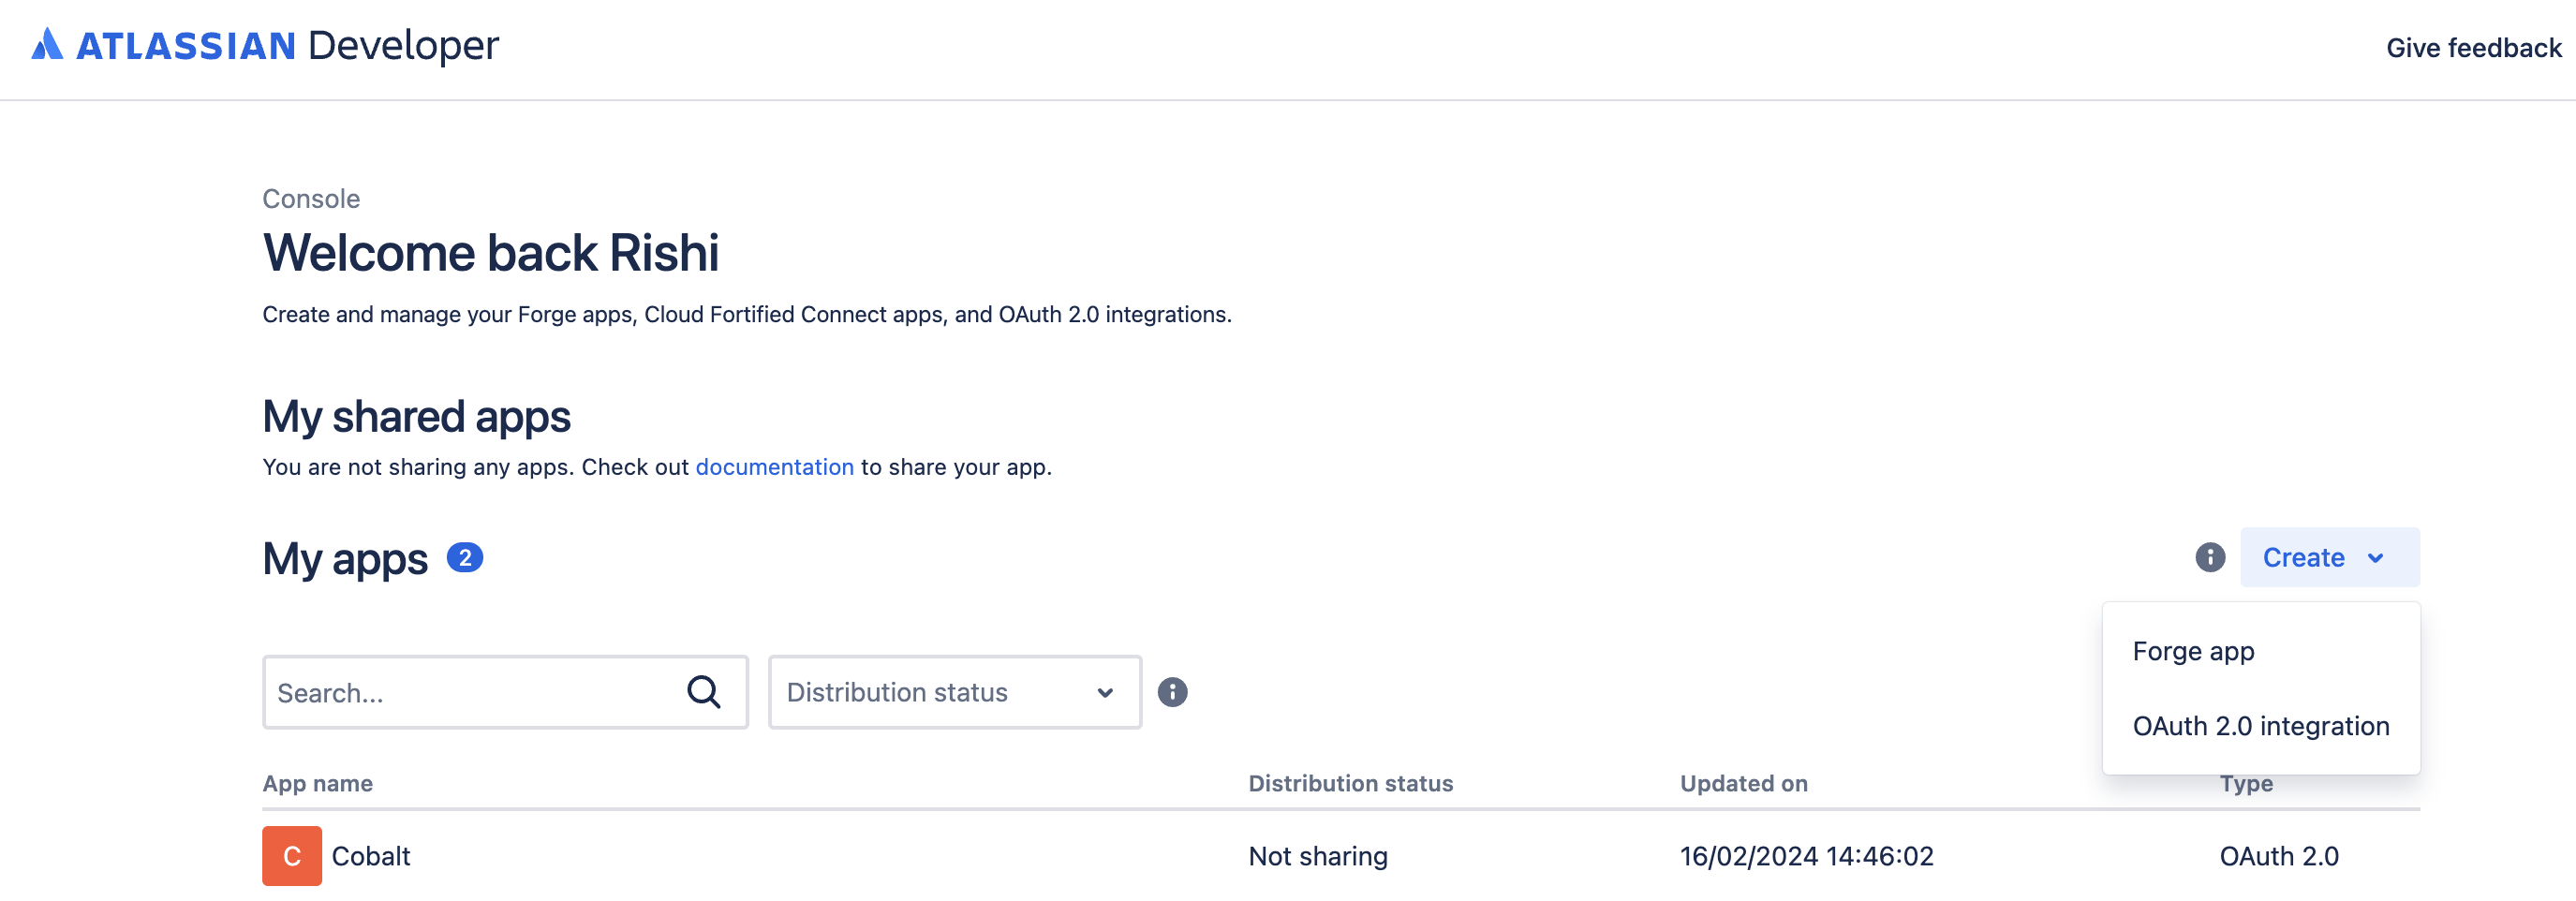 ATLASSIAN Developer
Give feedback
Console
Welcome back Rishi
Create and manage your Forge apps, Cloud Fortified Connect apps, and OAuth 2.0 integrations.
My shared apps
You are not sharing any apps. Check out documentation to share your app.
My apps 2
Create
Forge app
OAuth 2.0 integration
Search...
Distribution status
App name Distribution status Updated on Type
C Cobalt Not sharing 16/02/2024 14:46:02 OAuth 2.0